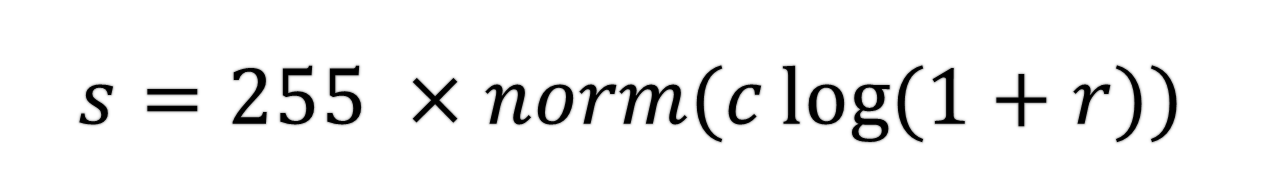 s = 255 × norm(c log(1 + r))